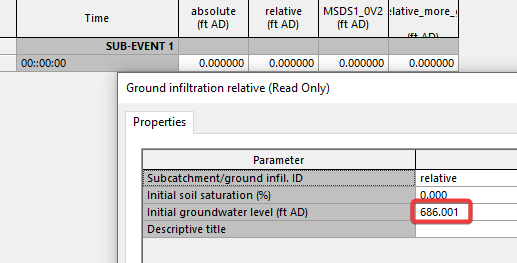 Time
absolute
(ft AD)
relative
(ft AD)
MSDS1_0V2
(ft AD)
elative_more_
(ft AD)
SUB-EVENT 1
00::00:00 0.000000 0.000000 0.000000 0.000000
Ground infiltration relative (Read Only)
Properties
Parameter
Subcatchment/ground infil. ID relative
Initial soil saturation (%) 0.000
Initial groundwater level (ft AD) 686.001
Descriptive title